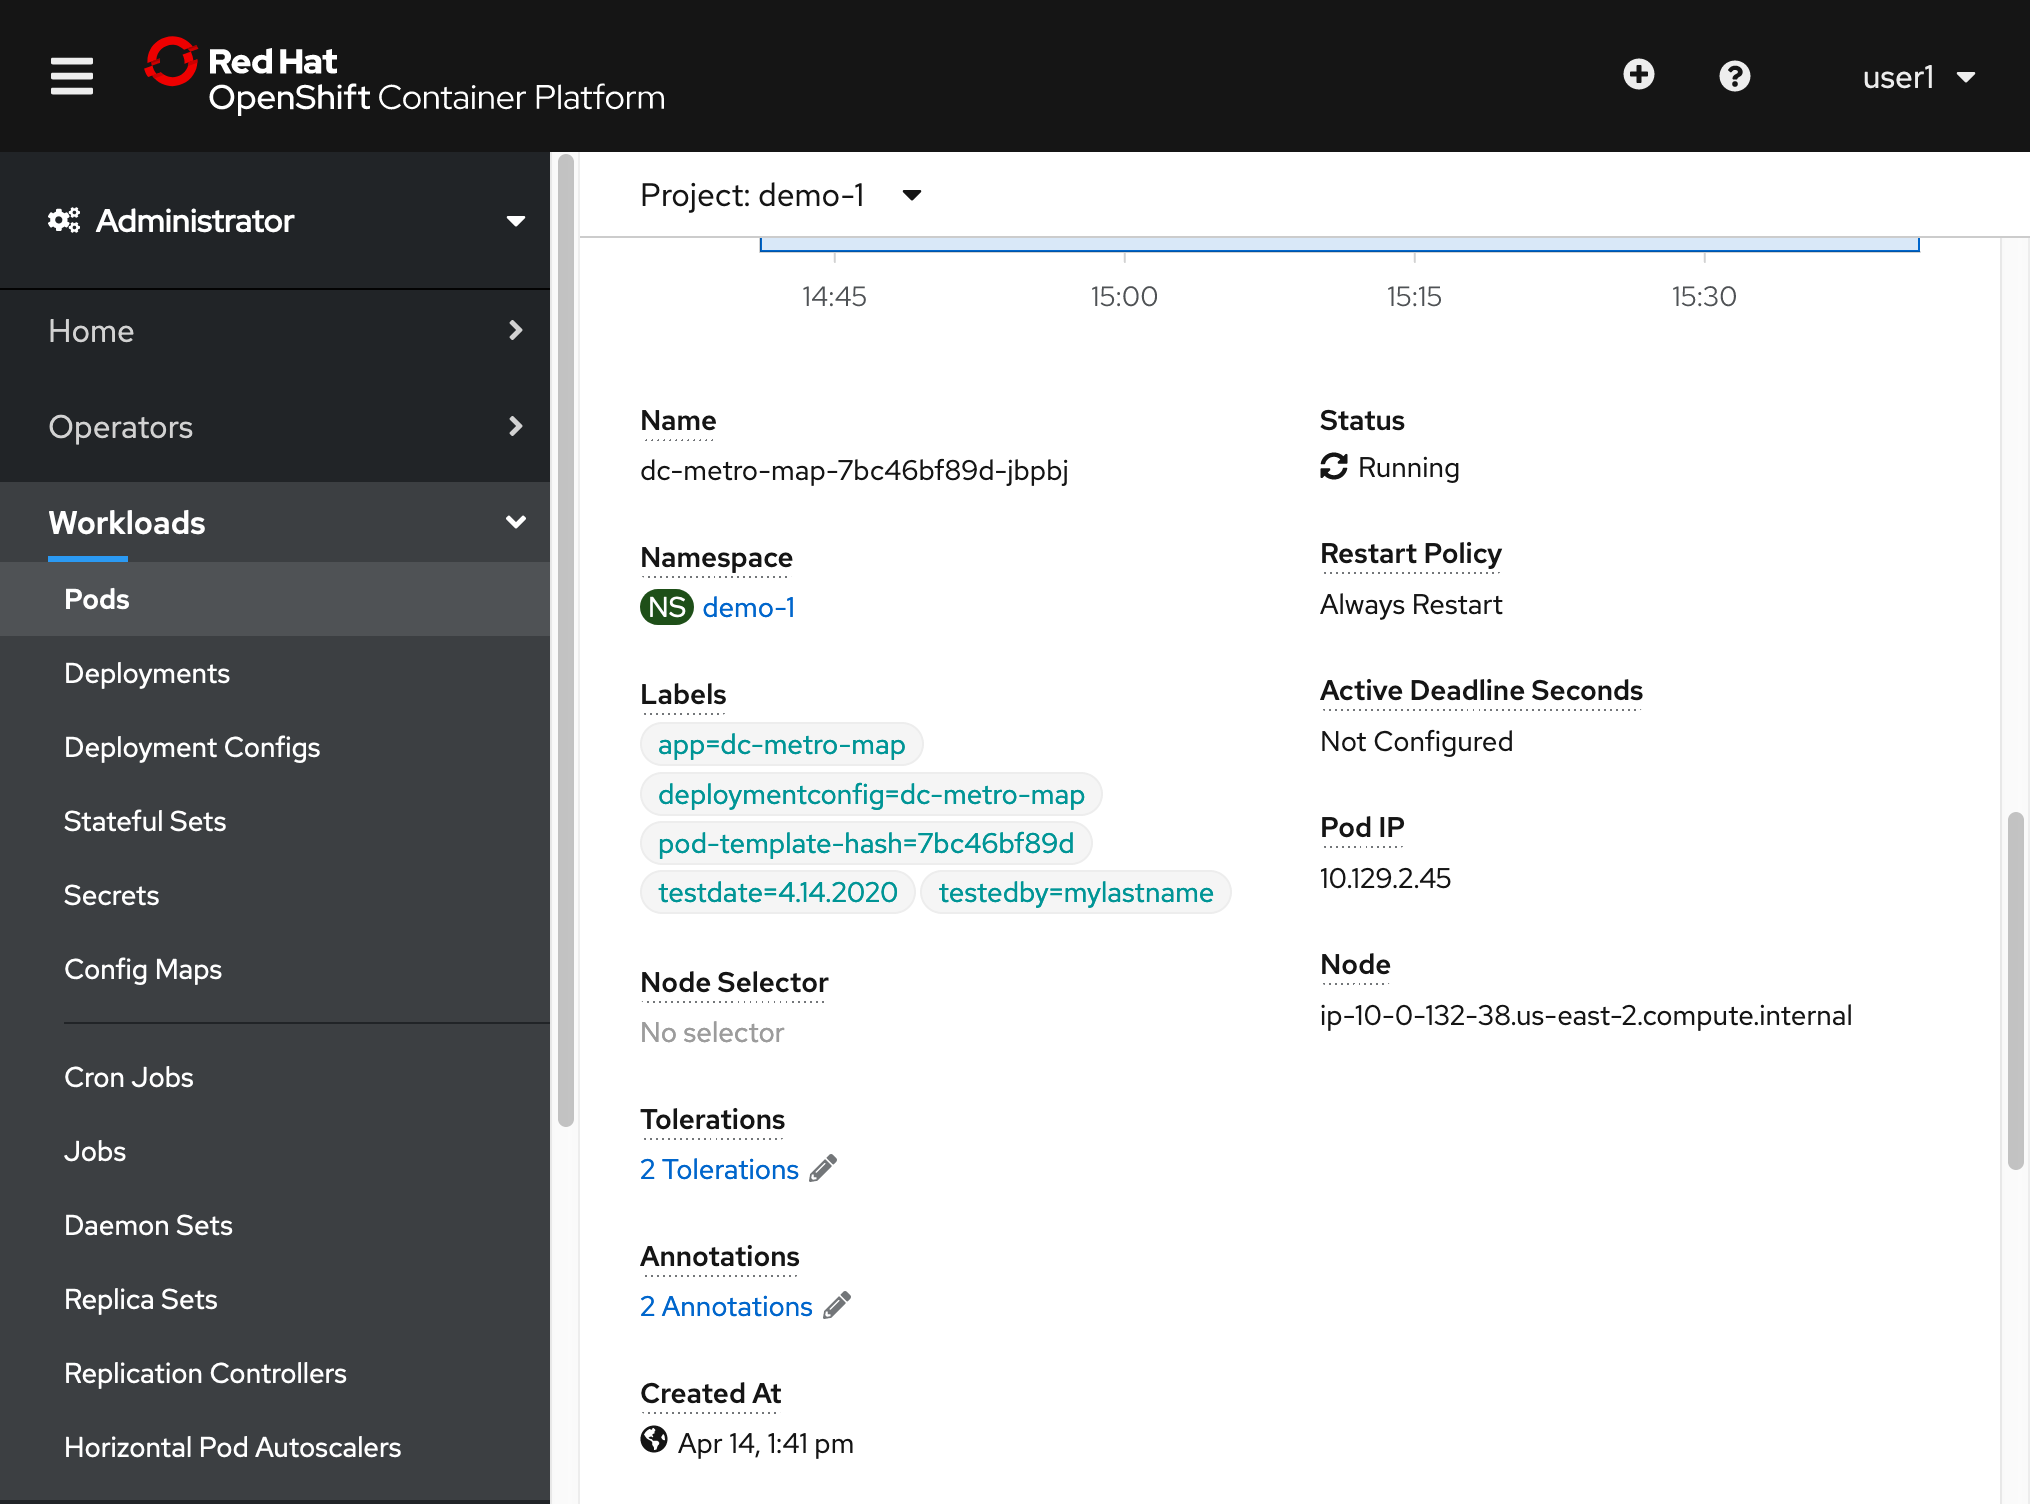 Red Hat
OpenShift Container Platform
user1
Administrator
Home
Operators
Workloads
Pods
Deployments
Deployment Configs
Stateful Sets
Secrets
Config Maps
Cron Jobs
Jobs
Daemon Sets
Replica Sets
Replication Controllers
Horizontal Pod Autoscalers
Project: demo-1
14:45 15:00 15:15 15:30
Name
dc-metro-map-7bc46bf89d-jbpbj
Namespace
NS demo-1
Labels
app=dc-metro-map
deploymentconfig=dc-metro-map
pod-template-hash=7bc46bf89d
testdate=4.14.2020 testedby=mylastname
Node Selector
No selector
Tolerations
2 Tolerations
Annotations
2 Annotations
Created At
Apr 14, 1:41 pm
Status
Running
Restart Policy
Always Restart
Active Deadline Seconds
Not Configured
Pod IP
10.129.2.45
Node
ip-10-0-132-38.us-east-2.compute.internal